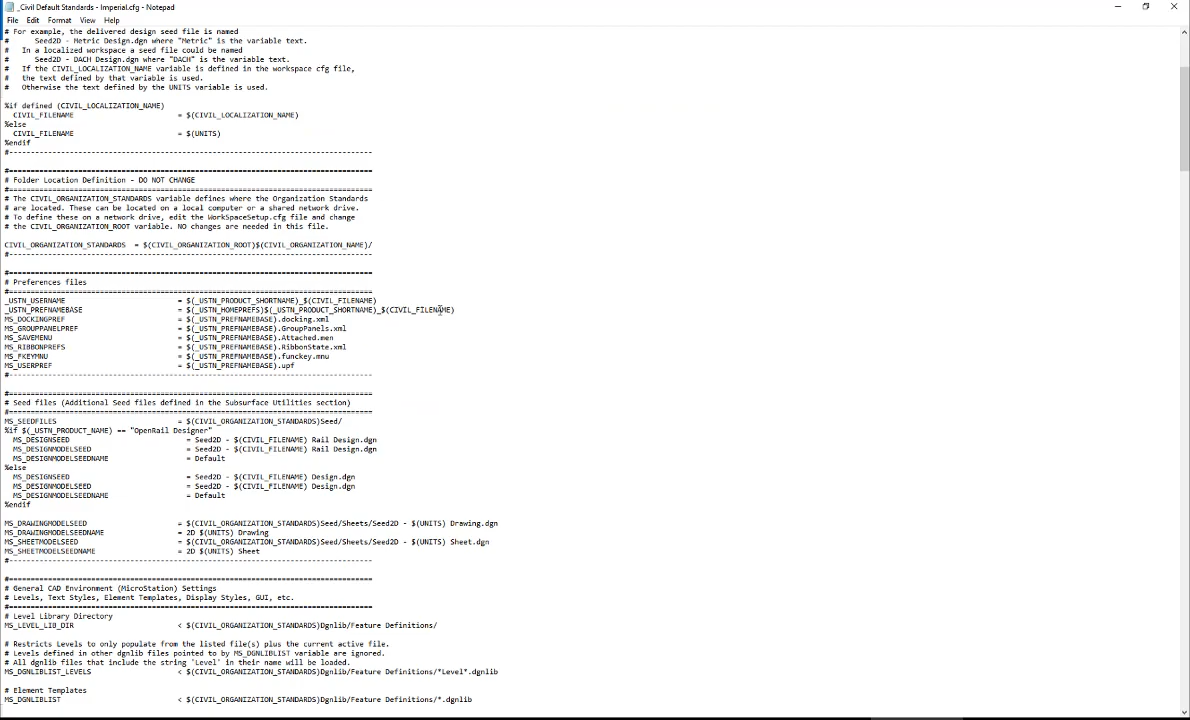 _Civil Default Standards - Imperial.cfg - Notepad
File Edit Format View Help
# For example, the delivered design seed file is named
# Seed2D - Metric Design.dgn where "Metric" is the variable text.
# In a localized workspace a seed file could be named
# Seed2D - DACH Design.dgn where "DACH" is the variable text.
# If the CIVIL_LOCALIZATION_NAME variable is defined in the workspace cfg file,
# the text defined by that variable is used.
# Otherwise the text defined by the UNITS variable is used.
%if defined (CIVIL_LOCALIZATION_NAME)
CIVIL_FILENAME = $(CIVIL_LOCALIZATION_NAME)
%else
CIVIL_FILENAME = $(UNITS)
%endif
#------------------------------------------------------------------------------------
#====================================================================================
# Folder Location Definition - DO NOT CHANGE
#====================================================================================
# The CIVIL_ORGANIZATION_STANDARDS variable defines where the Organization Standards
# are located. These can be located on a local computer or a shared network drive.
# To define these on a network drive, edit the WorkSpaceSetup.cfg file and change
# the CIVIL_ORGANIZATION_ROOT variable. NO changes are needed in this file.
CIVIL_ORGANIZATION_STANDARDS = $(CIVIL_ORGANIZATION_ROOT)$(CIVIL_ORGANIZATION_NAME)/
#------------------------------------------------------------------------------------
#====================================================================================
# Preferences files
#====================================================================================
_USTN_USERNAME = $(_USTN_PRODUCT_SHORTNAME)_$(CIVIL_FILENAME)
_USTN_PREFNAMEBASE = $(_USTN_HOMEPREFS)$(_USTN_PRODUCT_SHORTNAME)_$(CIVIL_FILENAME)
MS_DOCKINGPREF = $(_USTN_PREFNAMEBASE).docking.xml
MS_GROUPPANELPREF = $(_USTN_PREFNAMEBASE).GroupPanels.xml
MS_SAVEMENU = $(_USTN_PREFNAMEBASE).Attached.men
MS_RIBBONPREFS = $(_USTN_PREFNAMEBASE).RibbonState.xml
MS_FKEYMNU = $(_USTN_PREFNAMEBASE).funckey.mnu
MS_USERPREF = $(_USTN_PREFNAMEBASE).upf
#------------------------------------------------------------------------------------
#====================================================================================
# Seed files (Additional Seed files defined in the Subsurface Utilities section)
#====================================================================================
MS_SEEDFILES = $(CIVIL_ORGANIZATION_STANDARDS)Seed/
%if $(_USTN_PRODUCT_NAME) == "OpenRail Designer"
MS_DESIGNSEED = Seed2D - $(CIVIL_FILENAME) Rail Design.dgn
MS_DESIGNMODELSEED = Seed2D - $(CIVIL_FILENAME) Rail Design.dgn
MS_DESIGNMODELSEEDNAME = Default
%else
MS_DESIGNSEED = Seed2D - $(CIVIL_FILENAME) Design.dgn
MS_DESIGNMODELSEED = Seed2D - $(CIVIL_FILENAME) Design.dgn
MS_DESIGNMODELSEEDNAME = Default
%endif
MS_DRAWINGMODELSEED = $(CIVIL_ORGANIZATION_STANDARDS)Seed/Sheets/Seed2D - $(UNITS) Drawing.dgn
MS_DRAWINGMODELSEEDNAME = 2D $(UNITS) Drawing
MS_SHEETMODELSEED = $(CIVIL_ORGANIZATION_STANDARDS)Seed/Sheets/Seed2D - $(UNITS) Sheet.dgn
MS_SHEETMODELSEEDNAME = 2D $(UNITS) Sheet
#------------------------------------------------------------------------------------
#====================================================================================
# General CAD Environment (MicroStation) Settings
# Levels, Text Styles, Element Templates, Display Styles, GUI, etc.
#====================================================================================
# Level Library Directory
MS_LEVEL_LIB_DIR < $(CIVIL_ORGANIZATION_STANDARDS)Dgnlib/Feature Definitions/
# Restricts Levels to only populate from the listed file(s) plus the current active file.
# Levels defined in other dgnlib files pointed to by MS_DGNLIBLIST variable are ignored.
# All dgnlib files that include the string 'Level' in their name will be loaded.
MS_DGNLIBLIST_LEVELS < $(CIVIL_ORGANIZATION_STANDARDS)Dgnlib/Feature Definitions/*Level*.dgnlib
# Element Templates
MS_DGNLIBLIST < $(CIVIL_ORGANIZATION_STANDARDS)Dgnlib/Feature Definitions/*.dgnlib